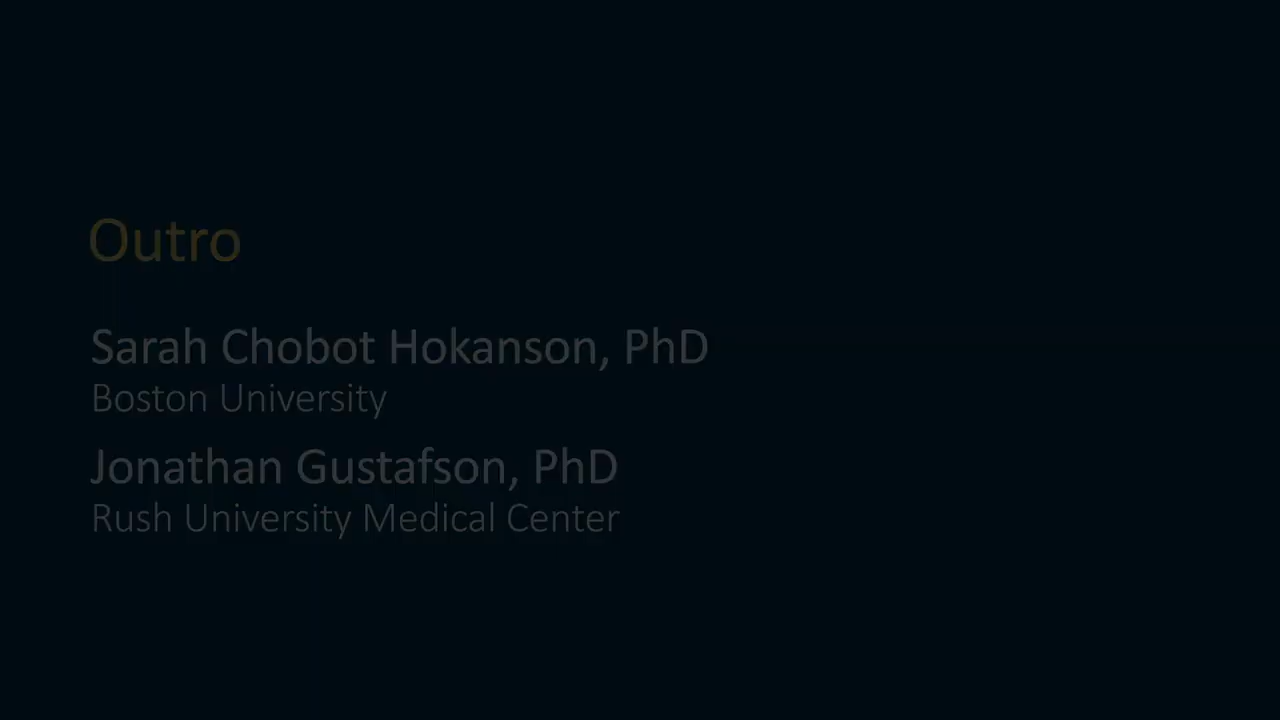 Outro
Sarah Chobot Hokanson, PhD
Boston University
Jonathan Gustafson, PhD
Rush University Medical Center